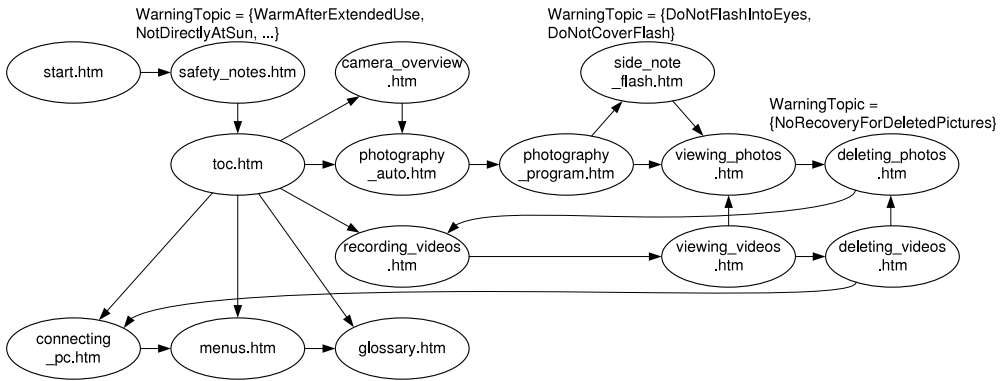 WarningTopic = {WarmAfterExtendedUse,
NotDirectlyAtSun, ...}
WarningTopic = {DoNotFlashIntoEyes,
DoNotCoverFlash}
start.htm
safety_notes.htm
camera_overview
.htm
side_note
_flash.htm
WarningTopic =
{NoRecoveryForDeletedPictures}
toc.htm
photography
_auto.htm
photography
_program.htm
viewing_photos
.htm
deleting_photos
.htm
recording_videos
.htm
viewing_videos
.htm
deleting_videos
.htm
connecting
_pc.htm
menus.htm
glossary.htm